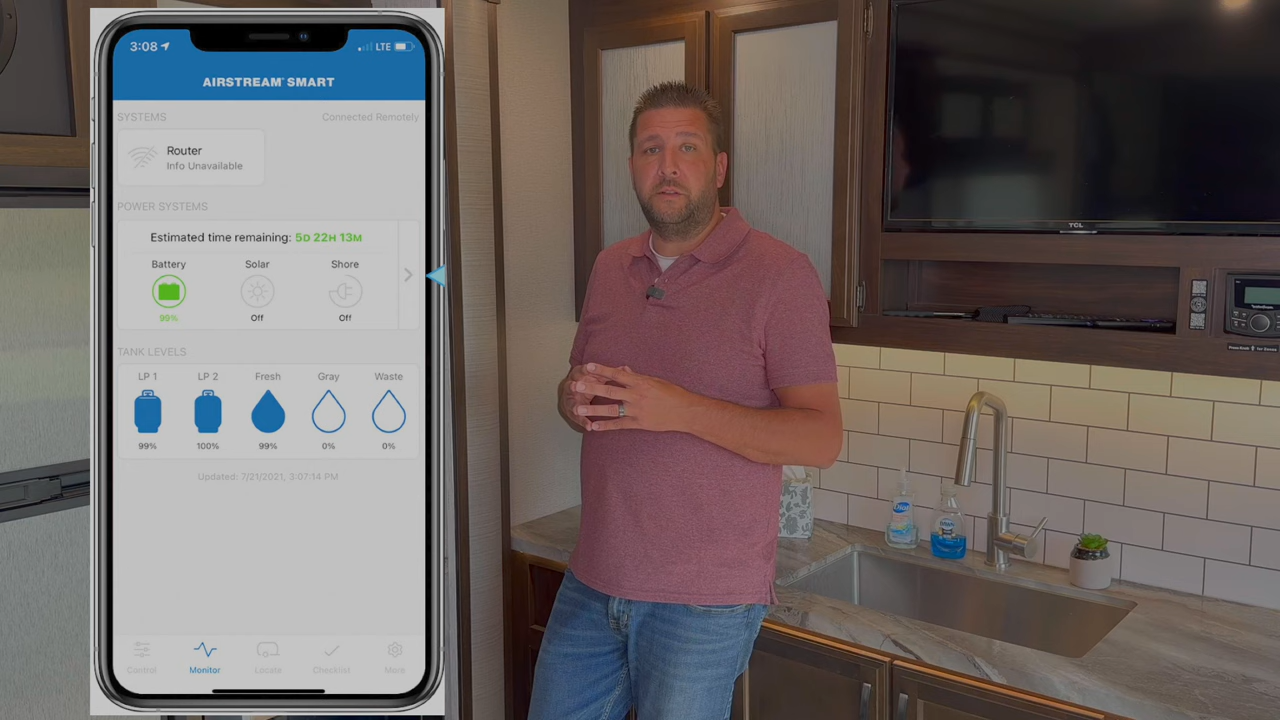 3:08
LTE
AIRSTREAM SMART
SYSTEMS
Connected Remotely
Router
Info Unavailable
POWER SYSTEMS
Estimated time remaining: 5D 22H 13M
Battery Solar Shore
99% Off Off
TANK LEVELS
LP 1 LP 2 Fresh Gray Waste
99% 100% 99% 0% 0%
Updated: 7/21/2021, 3:07:14 PM
Control Monitor Locate Checklist More
TCL
Dial